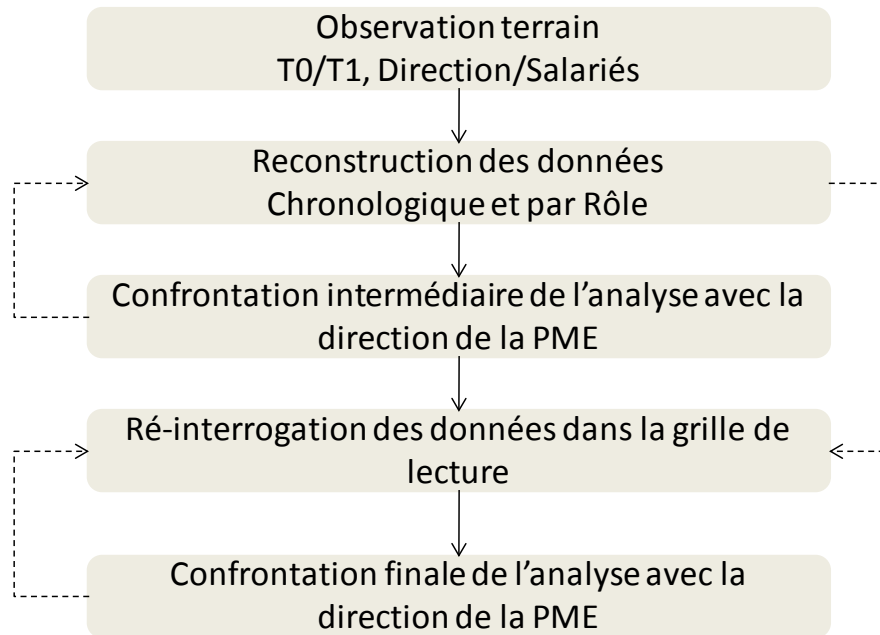 Observation terrain
T0/T1, Direction/Salariés
Reconstruction des données
Chronologique et par Rôle
Confrontation intermédiaire de l'analyse avec la
direction de la PME
Ré-interrogation des données dans la grille de
lecture
Confrontation finale de l'analyse avec la
direction de la PME